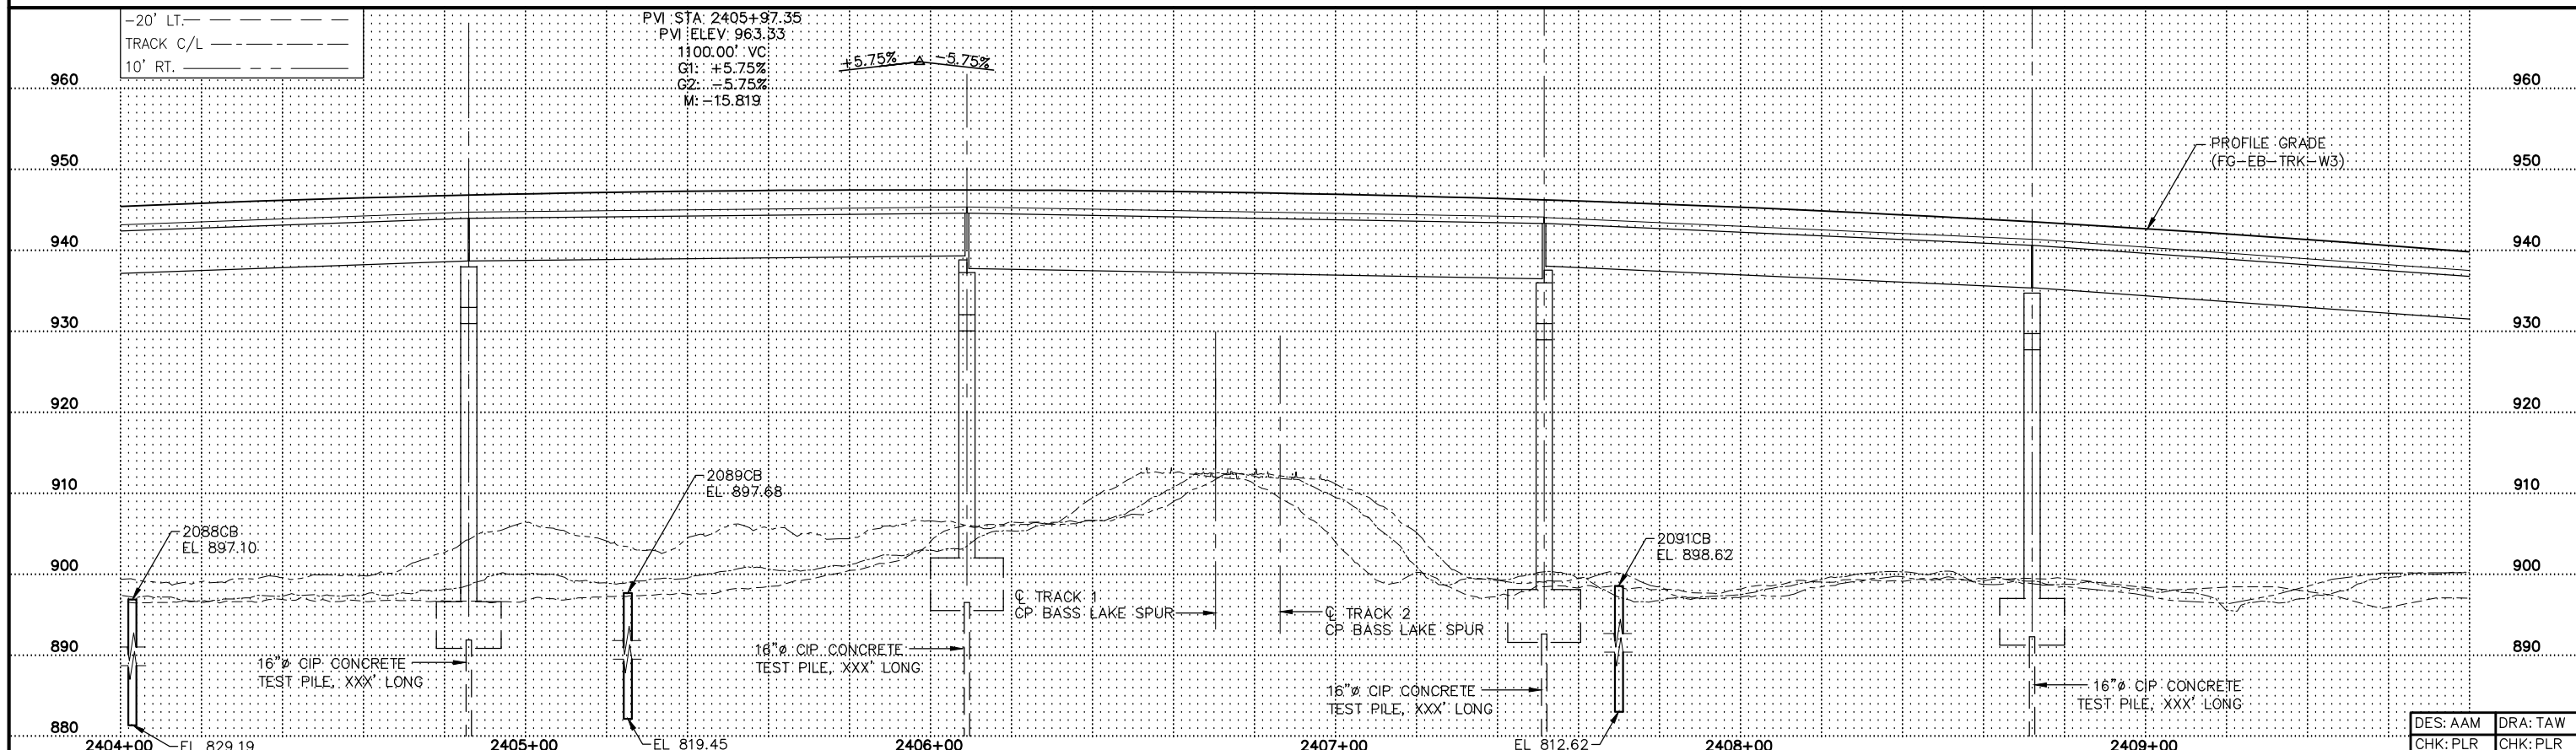 -20' LT.
TRACK C/L
10' RT.
PVI STA 2405+97.35
PVI ELEV 963.33
1100.00' VC
G1: +5.75%
G2: -5.75%
M: -15.819
+5.75% -5.75%
960 960
950 950
PROFILE GRADE
(FG-EB-TRK-W3)
940 940
930 930
920 920
910 910
2089CB
EL 897.68
2088CB
EL 897.10
2091CB
EL 898.62
900 900
℄ TRACK 1
CP BASS LAKE SPUR
℄ TRACK 2
CP BASS LAKE SPUR
890 890
16"ø CIP CONCRETE
TEST PILE, XXX' LONG
16"ø CIP CONCRETE
TEST PILE, XXX' LONG
16"ø CIP CONCRETE
TEST PILE, XXX' LONG
16"ø CIP CONCRETE
TEST PILE, XXX' LONG
880 880
EL 829.19
EL 819.45
EL 812.62
2404+00 2405+00 2406+00 2407+00 2408+00 2409+00
DES: AAM DRA: TAW
CHK: PLR CHK: PLR